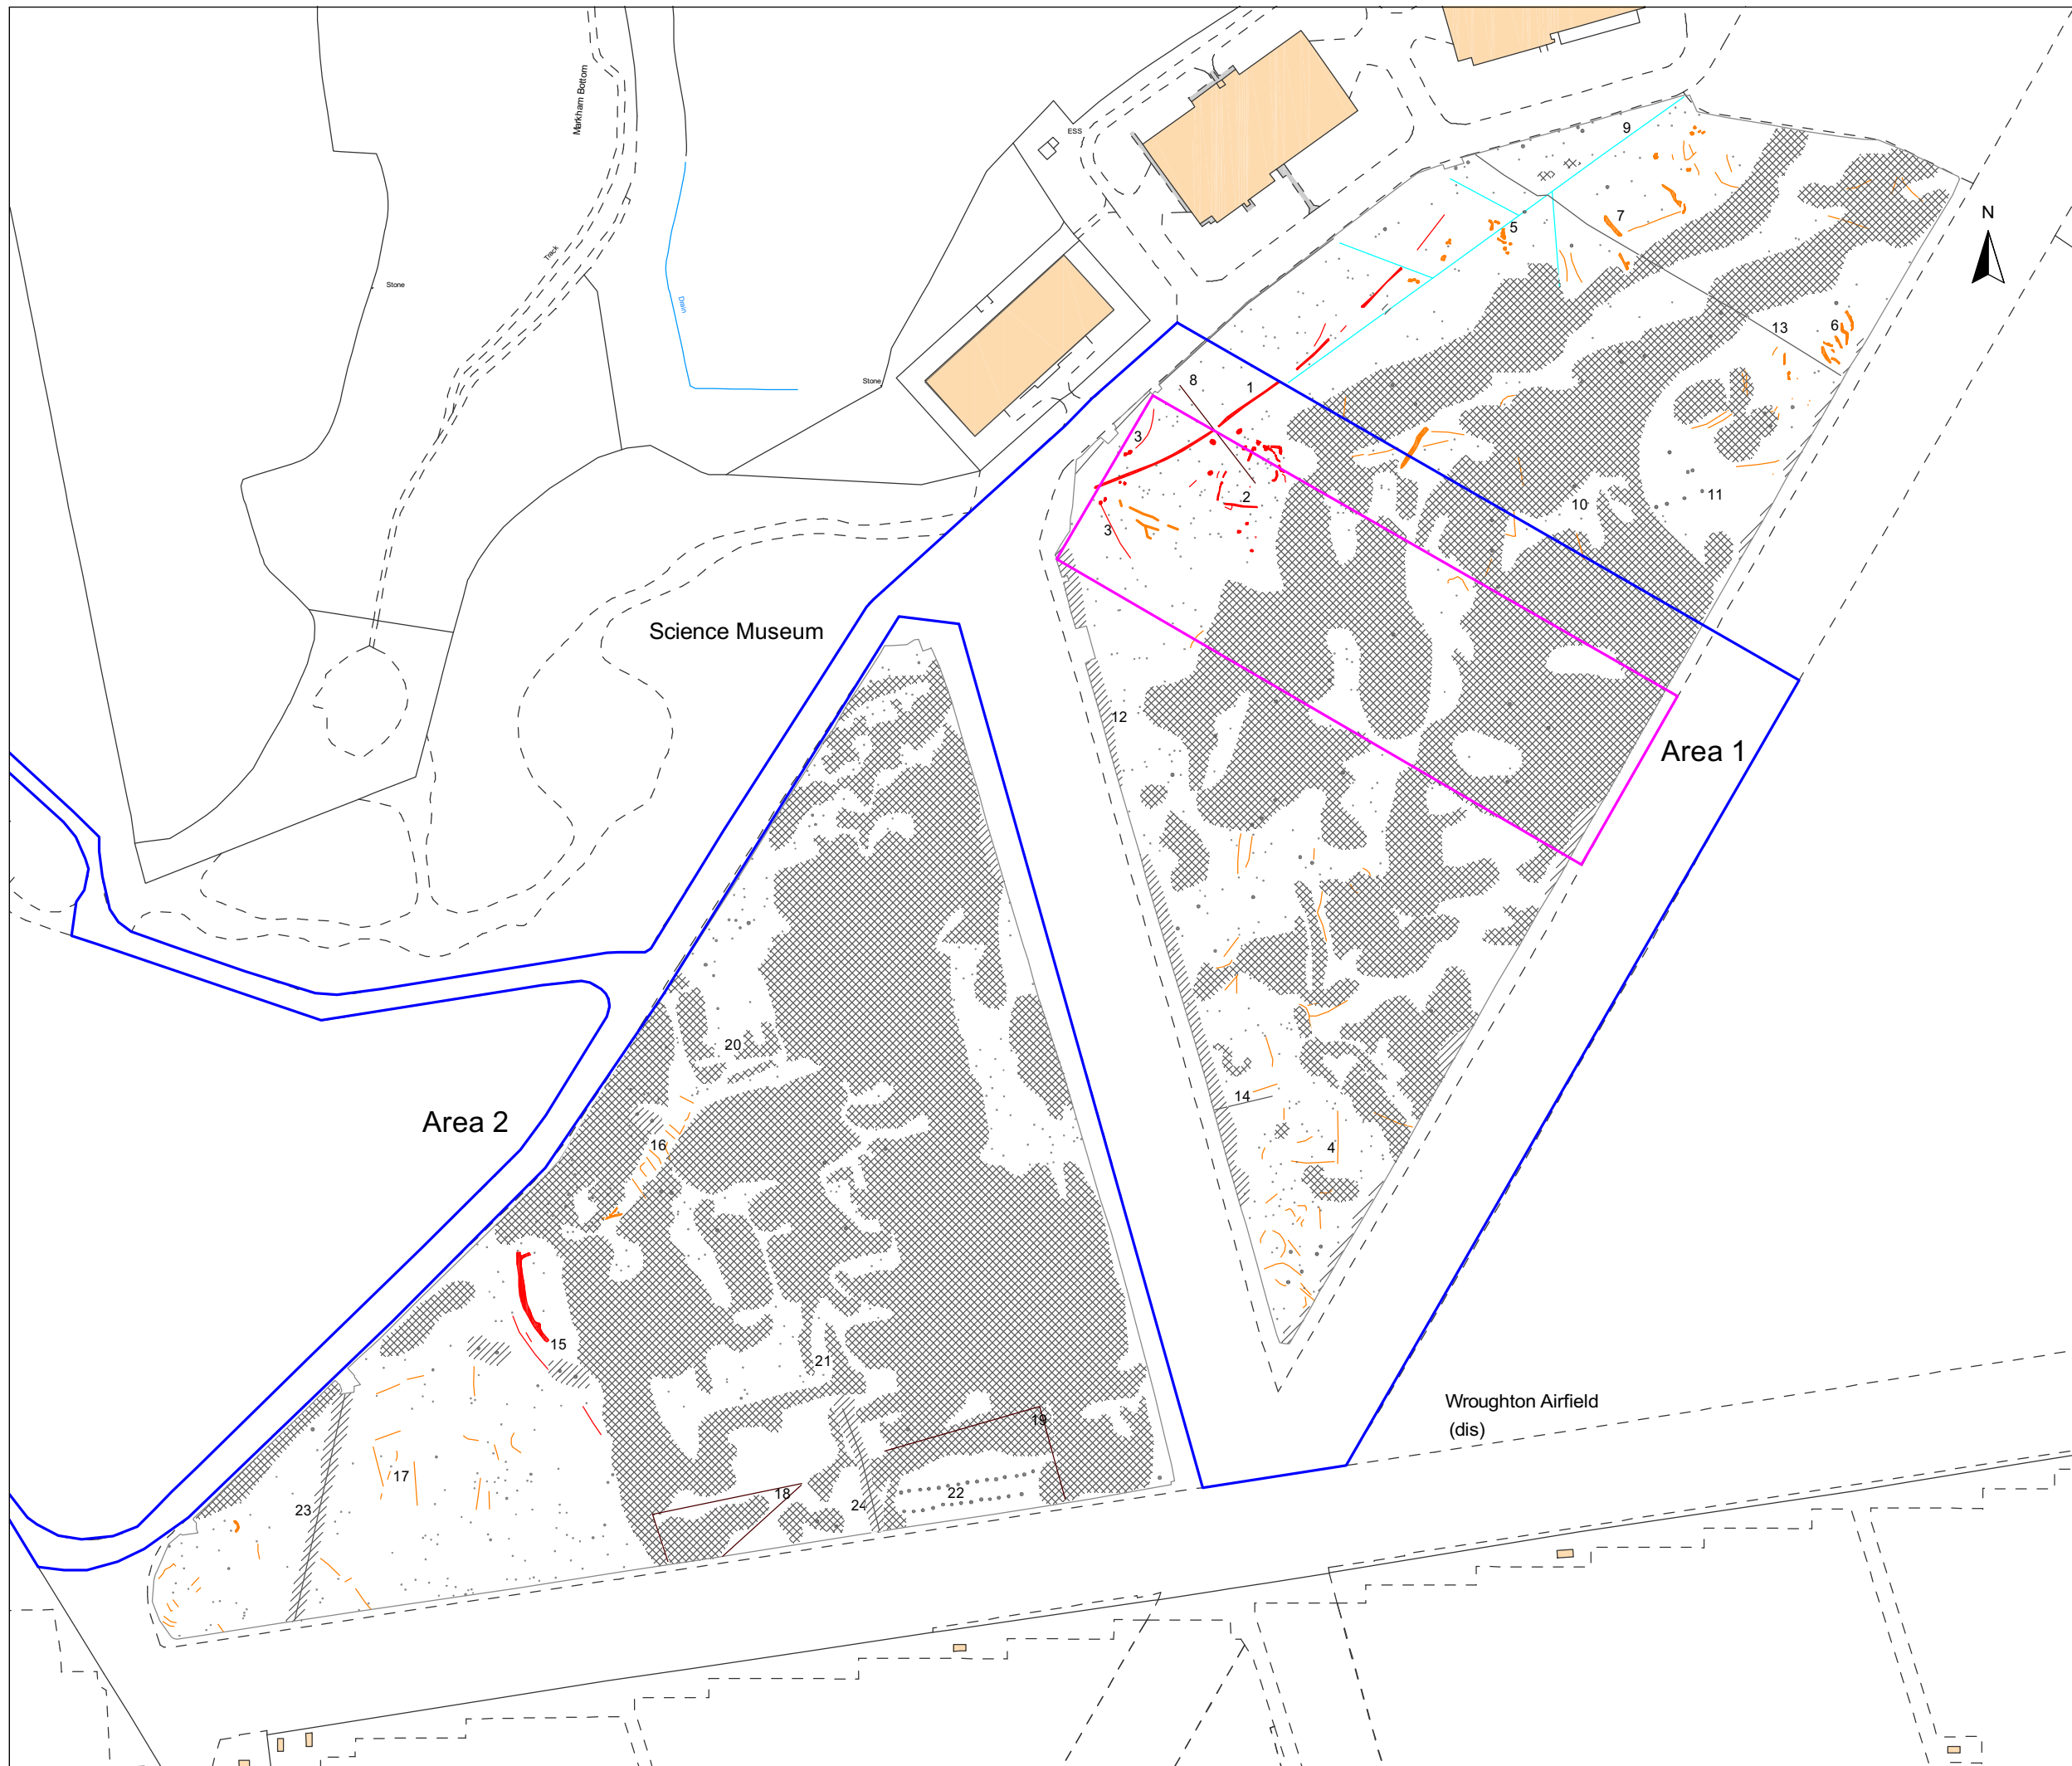 Markham Bottom
ESS
9
N
5
7
Track
Stone
Drain
13
6
Stone
8
1
3
2
10
11
3
Science Museum
12
Area 1
20
14
Area 2
16
4
15
21
Wroughton Airfield
(dis)
19
17
18
22
24
23